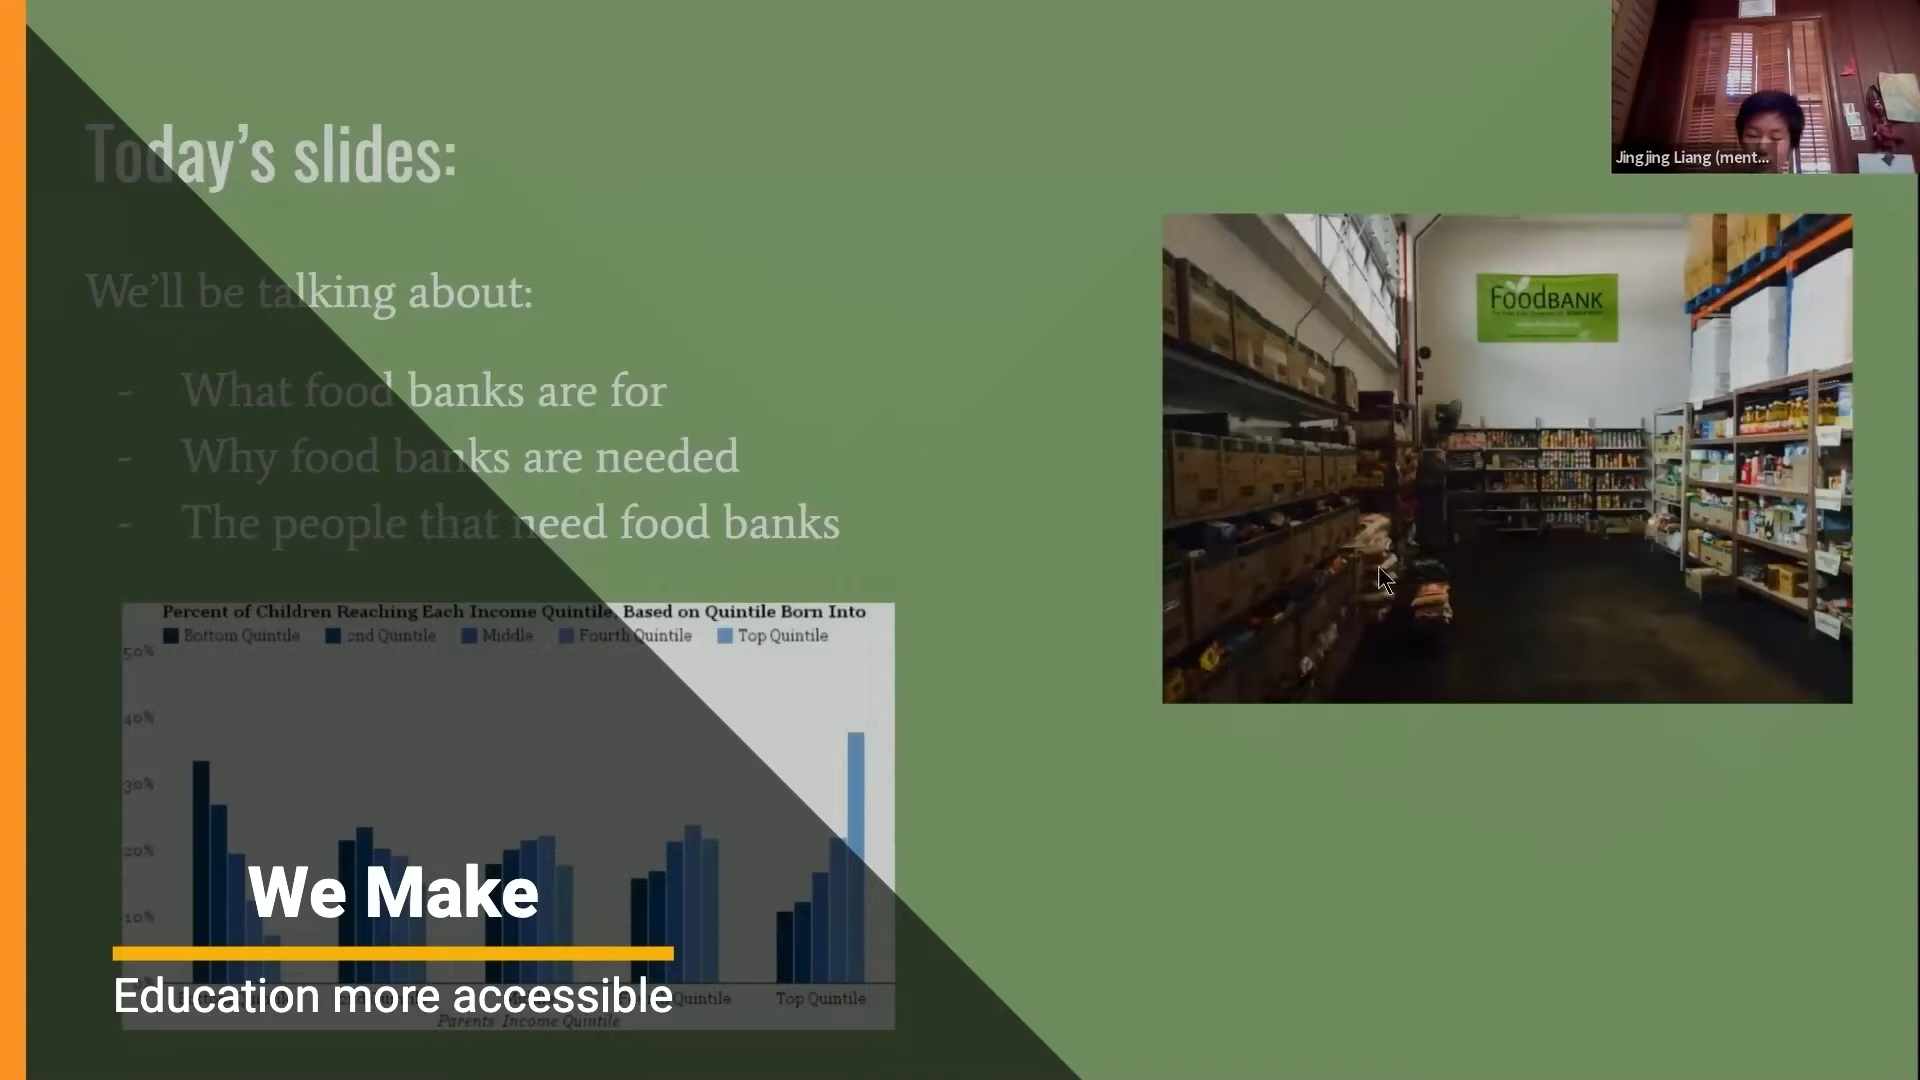 Today's slides:
We'll be talking about:
- What food banks are for
- Why food banks are needed
- The people that need food banks
Jingjing Liang (ment...
FoodBANK
Percent of Children Reaching Each Income Quintile, Based on Quintile Born Into
Bottom Quintile 2nd Quintile Middle Fourth Quintile Top Quintile
50%
40%
30%
20%
10%
Quintile Top Quintile
Parents' Income Quintile
We Make
Education more accessible